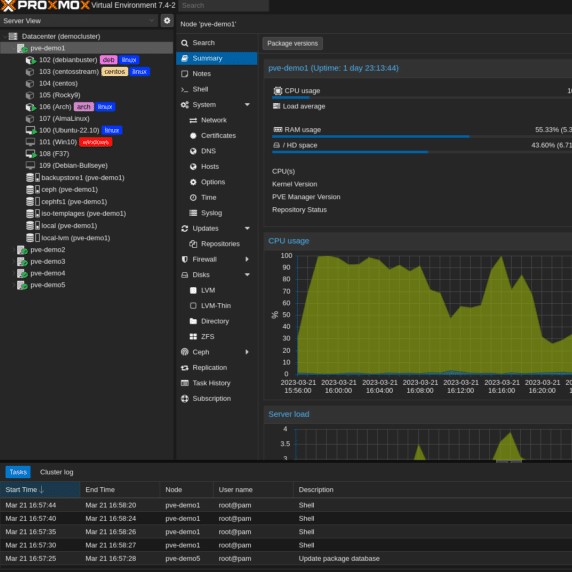 PROXMOX Virtual Environment 7.4-2 Search
Server View
Node 'pve-demo1'
Datacenter (democluster)
pve-demo1
102 (debianbuster) deb linux
103 (centosstream) centos linux
104 (centos)
105 (Rocky9)
106 (Arch) arch linux
107 (AlmaLinux)
100 (Ubuntu-22.10) linux
101 (Win10) windows
108 (F37)
109 (Debian-Bullseye)
backupstore1 (pve-demo1)
ceph (pve-demo1)
cephfs1 (pve-demo1)
iso-templates (pve-demo1)
local (pve-demo1)
local-lvm (pve-demo1)
pve-demo2
pve-demo3
pve-demo4
pve-demo5
Search
Summary
Notes
Shell
System
Network
Certificates
DNS
Hosts
Options
Time
Syslog
Updates
Repositories
Firewall
Disks
LVM
LVM-Thin
Directory
ZFS
Ceph
Replication
Task History
Subscription
Package versions
pve-demo1 (Uptime: 1 day 23:13:44)
CPU usage
Load average
RAM usage 55.33% (5.3
/ HD space 43.60% (6.71
CPU(s)
Kernel Version
PVE Manager Version
Repository Status
CPU usage
100
90
80
70
60
50
40
30
20
10
0
%
2023-03-21 2023-03-21 2023-03-21 2023-03-21 2023-03-21 2023-03-21 2023-03-21
15:56:00 16:00:00 16:04:00 16:08:00 16:12:00 16:16:00 16:20:00
Server load
4
3.5
3
Tasks Cluster log
Start Time ↓ End Time Node User name Description
Mar 21 16:57:44 Mar 21 16:58:20 pve-demo1 root@pam Shell
Mar 21 16:57:40 Mar 21 16:58:24 pve-demo1 root@pam Shell
Mar 21 16:57:35 Mar 21 16:58:26 pve-demo1 root@pam Shell
Mar 21 16:57:30 Mar 21 16:58:27 pve-demo1 root@pam Shell
Mar 21 16:57:25 Mar 21 16:57:28 pve-demo5 root@pam Update package database